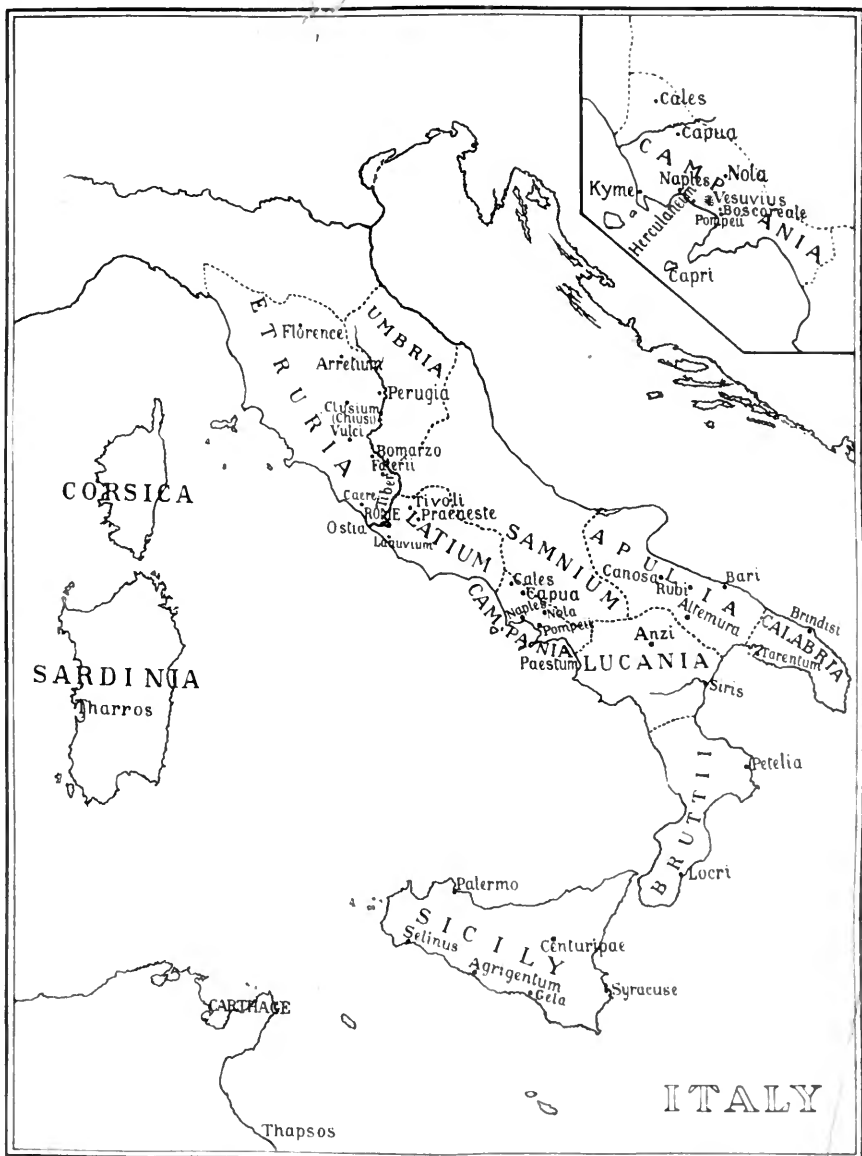 Cales
Capua
CAMPANIA
Nola
Naples
Kyme
Vesuvius
Boscoreale
Pompeii
Herculaneum
Capri
ETRURIA
UMBRIA
Florence
Arretium
Perugia
Clusium
(Chiusi)
Vulci
Bomarzo
Falerii
Tiber
Caere
ROME
Tivoli
Praeneste
Ostia
Lanuvium
LATIUM
SAMNIUM
APULIA
CORSICA
Canosa
Rubi
Bari
Cales
Capua
Naples
Nola
Pompeii
CAMPANIA
Paestum
Altemura
Brindisi
CALABRIA
Anzi
LUCANIA
Tarentum
SARDINIA
Tharros
Siris
Petelia
BRUTTII
Locri
Palermo
SICILY
Selinus
Centuripae
Agrigentum
Gela
Syracuse
CARTHAGE
ITALY
Thapsos